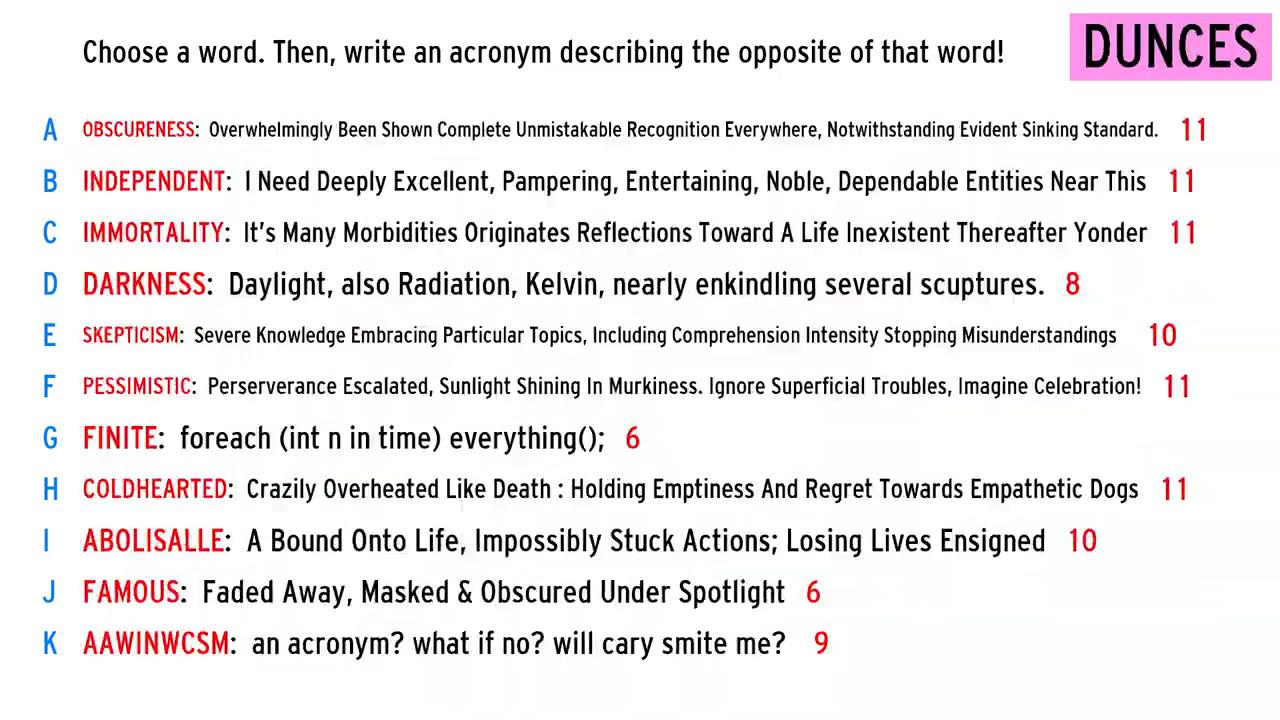 Choose a word. Then, write an acronym describing the opposite of that word!
DUNCES
A OBSCURENESS: Overwhelmingly Been Shown Complete Unmistakable Recognition Everywhere, Notwithstanding Evident Sinking Standard. 11
B INDEPENDENT: I Need Deeply Excellent, Pampering, Entertaining, Noble, Dependable Entities Near This 11
C IMMORTALITY: It's Many Morbidities Originates Reflections Toward A Life Inexistent Thereafter Yonder 11
D DARKNESS: Daylight, also Radiation, Kelvin, nearly enkindling several scuptures. 8
E SKEPTICISM: Severe Knowledge Embracing Particular Topics, Including Comprehension Intensity Stopping Misunderstandings 10
F PESSIMISTIC: Perserverance Escalated, Sunlight Shining In Murkiness. Ignore Superficial Troubles, Imagine Celebration! 11
G FINITE: foreach (int n in time) everything(); 6
H COLDHEARTED: Crazily Overheated Like Death : Holding Emptiness And Regret Towards Empathetic Dogs 11
I ABOLISALLE: A Bound Onto Life, Impossibly Stuck Actions; Losing Lives Ensigned 10
J FAMOUS: Faded Away, Masked & Obscured Under Spotlight 6
K AAWINWCSM: an acronym? what if no? will cary smite me? 9